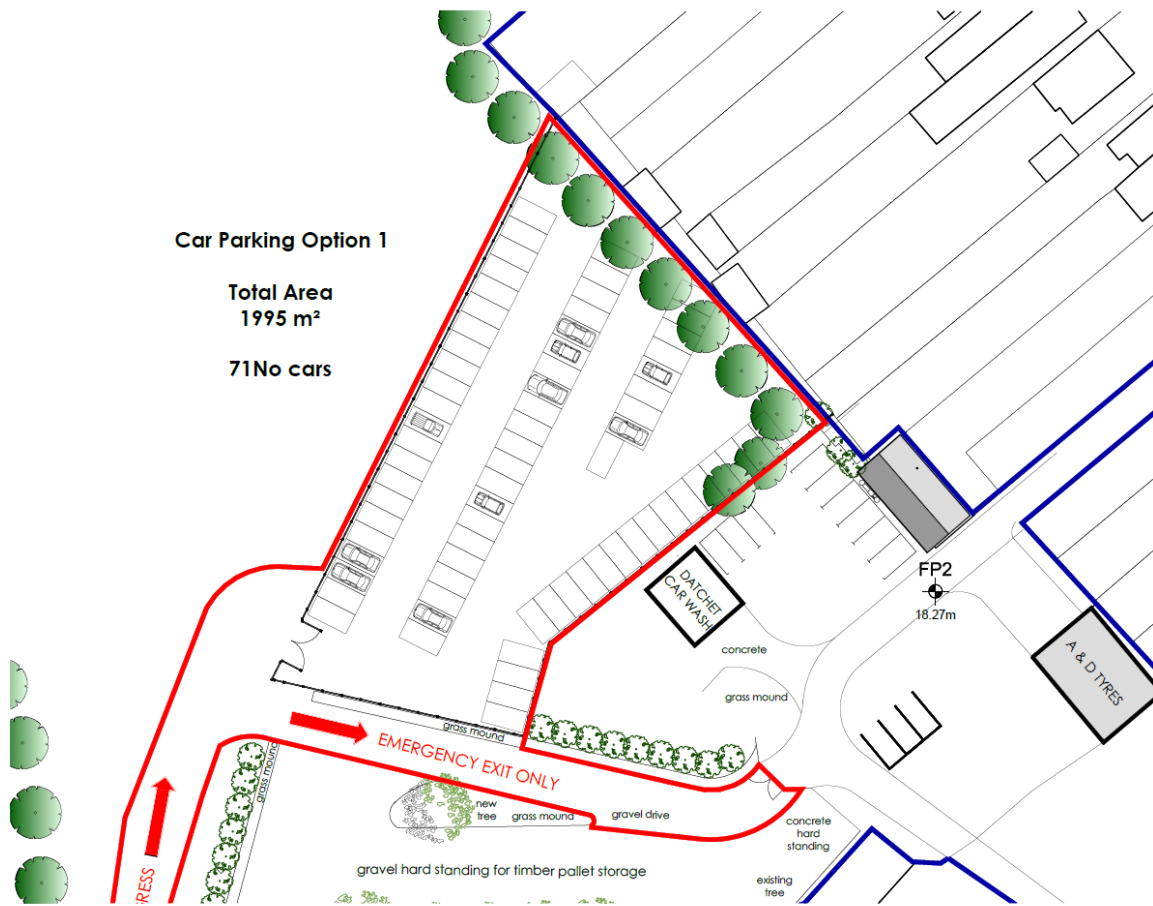 Car Parking Option 1
Total Area
1995 m²
71No cars
DATCHET
CAR WASH
FP2
18.27m
A & D TYRES
concrete
grass mound
grass mound
EMERGENCY EXIT ONLY
grass mound
new
tree
grass mound
gravel drive
concrete
hard
standing
gravel hard standing for timber pallet storage
existing
tree
RESS